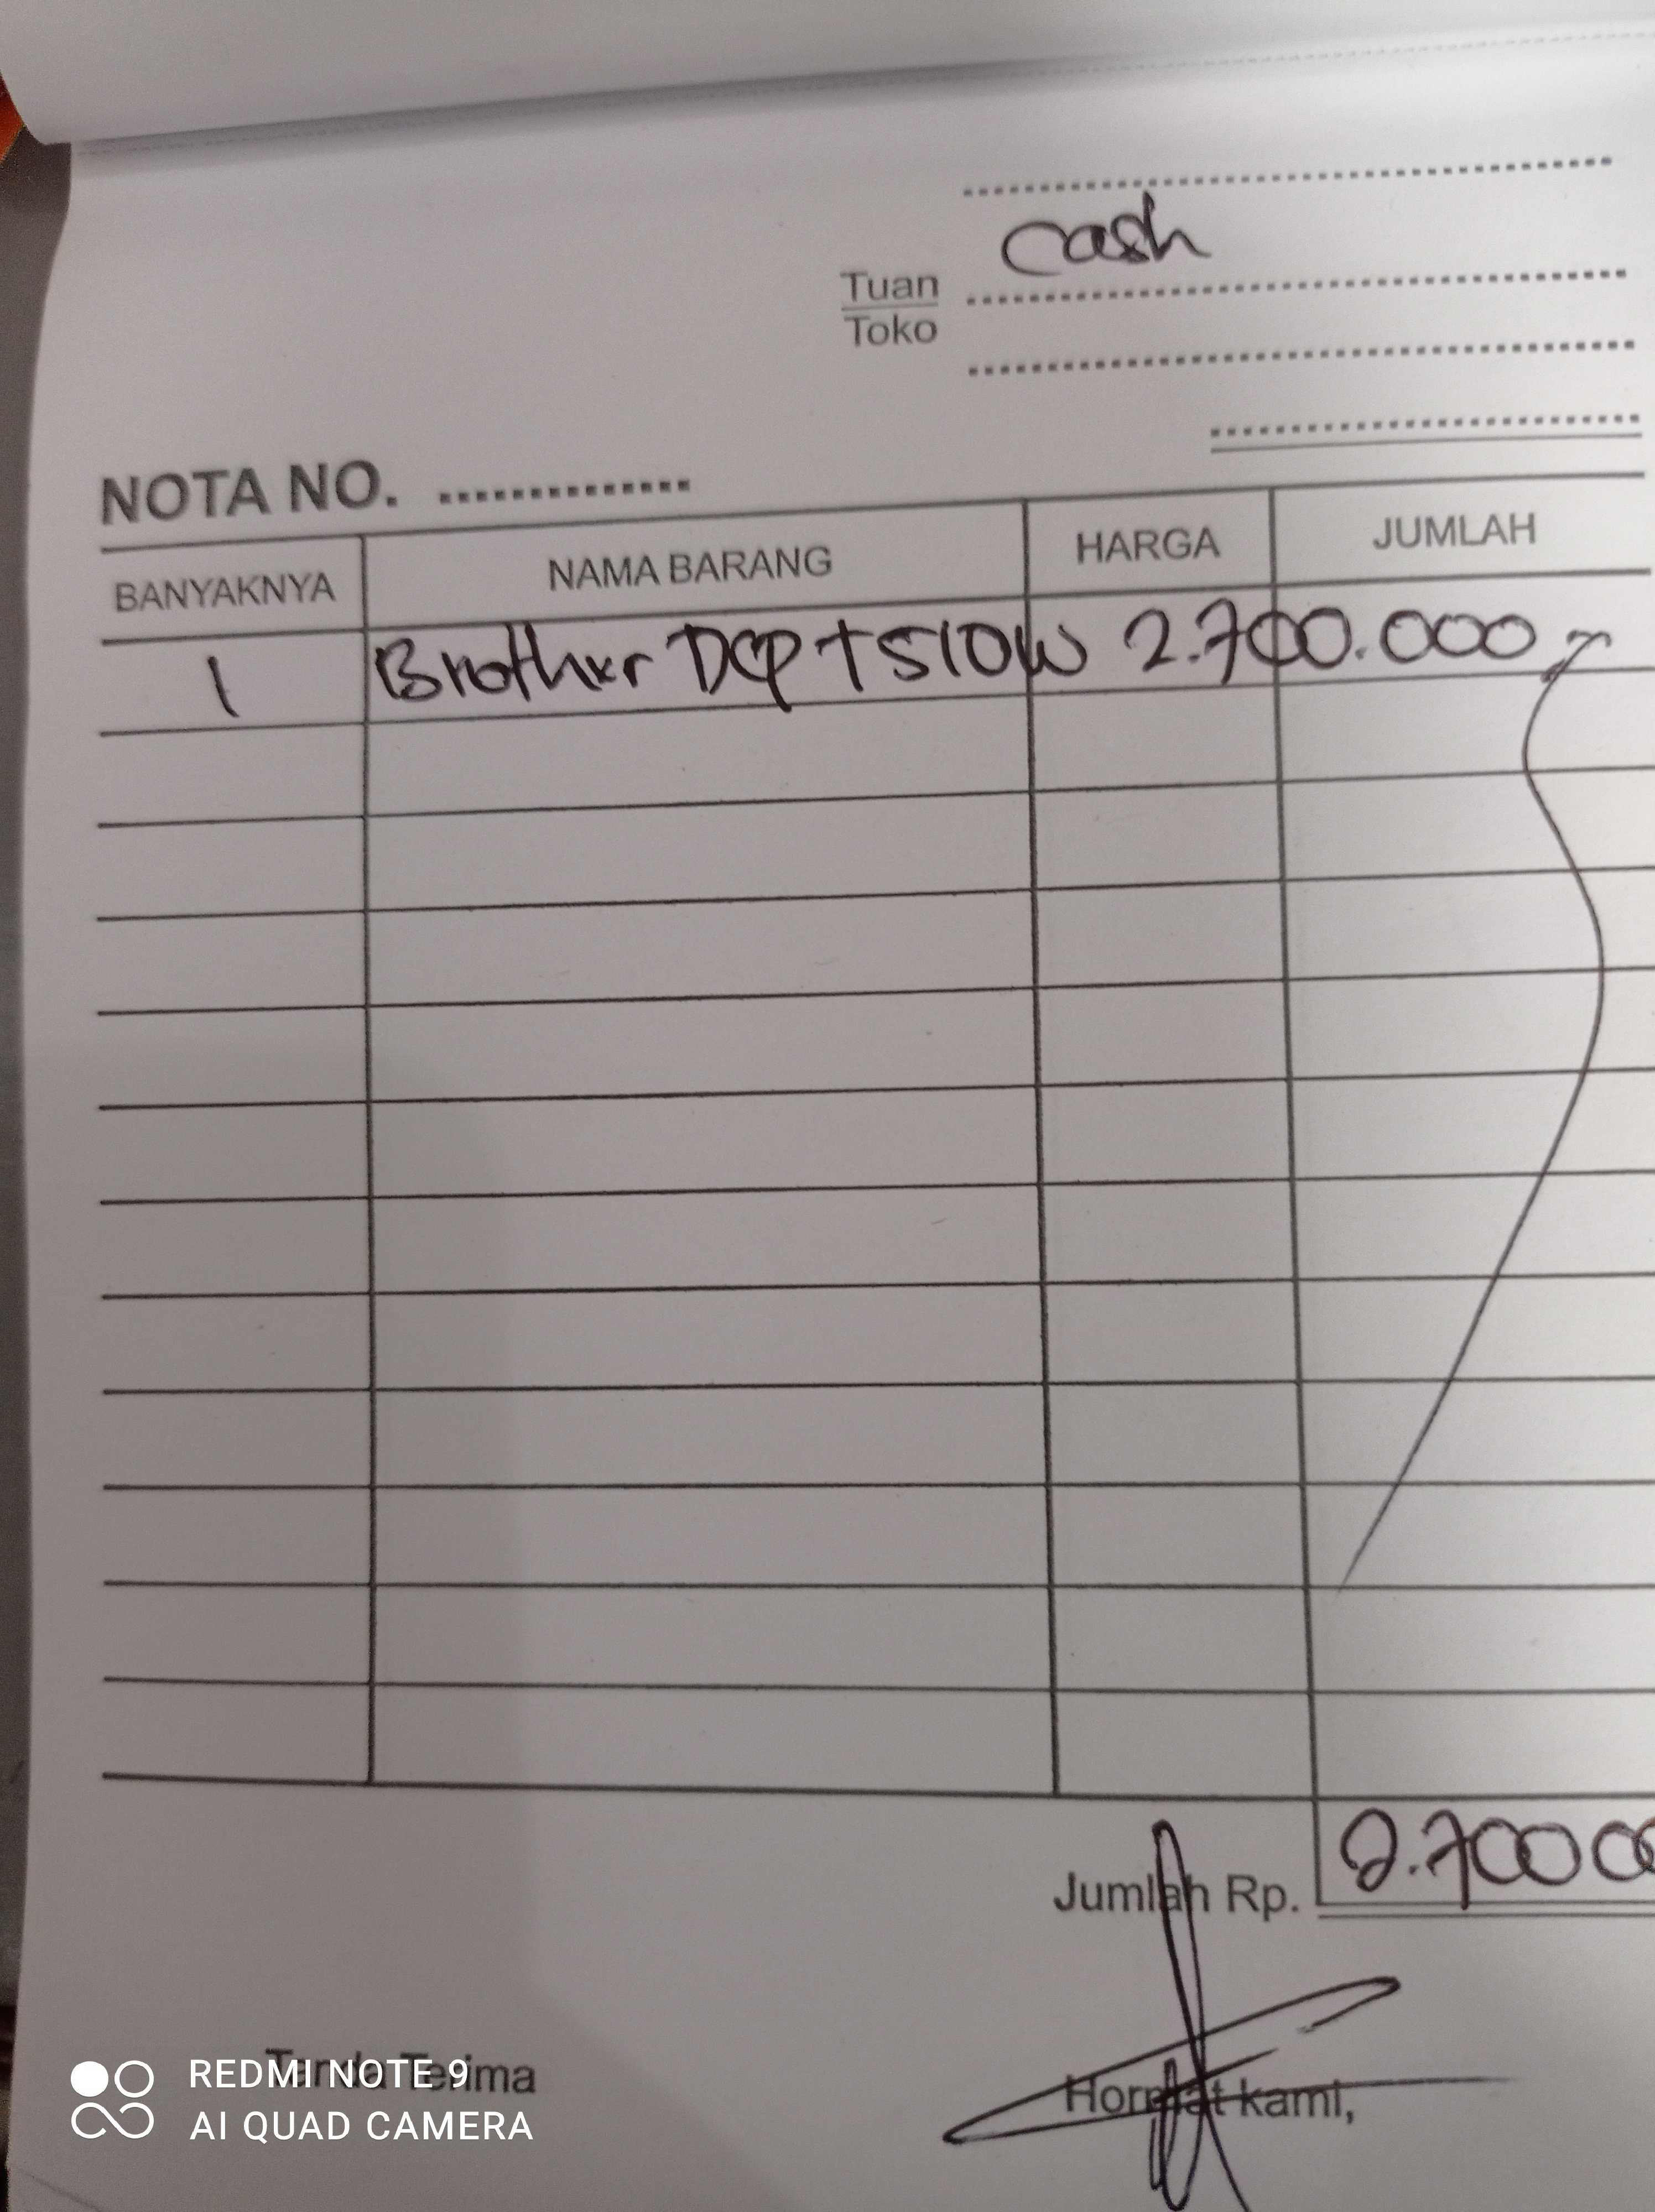 cash
Tuan
Toko
NOTA NO.
BANYAKNYA NAMA BARANG HARGA JUMLAH
1 Brother DCP T510W 2.700.000
Jumlah Rp. 2.70000
Tanda Terima Hormat kami,
REDMI NOTE 9
AI QUAD CAMERA